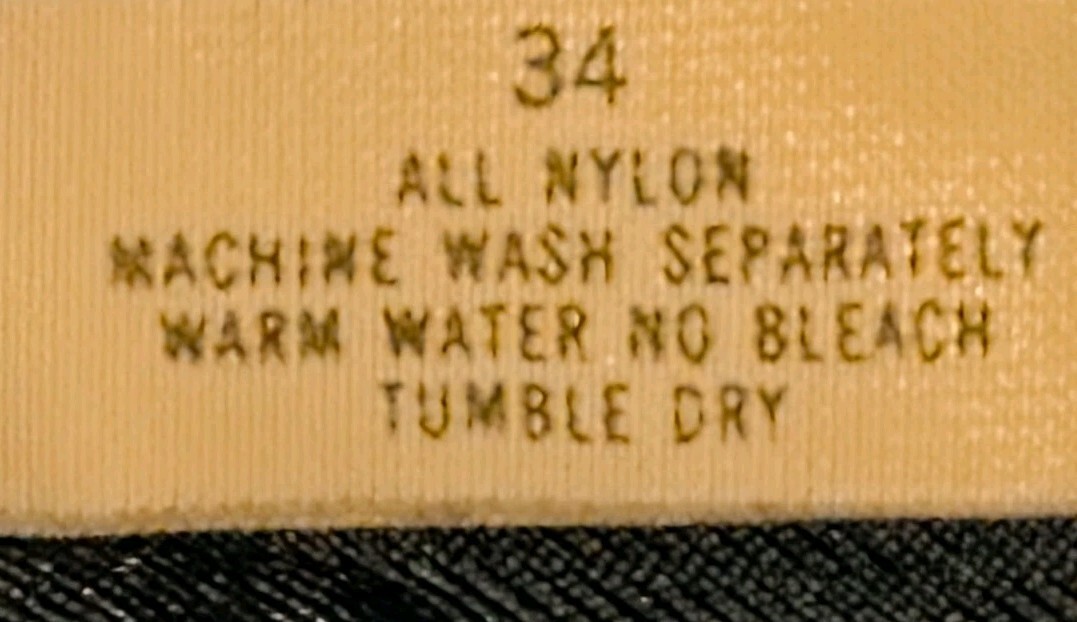 34
ALL NYLON
MACHINE WASH SEPARATELY
WARM WATER NO BLEACH
TUMBLE DRY